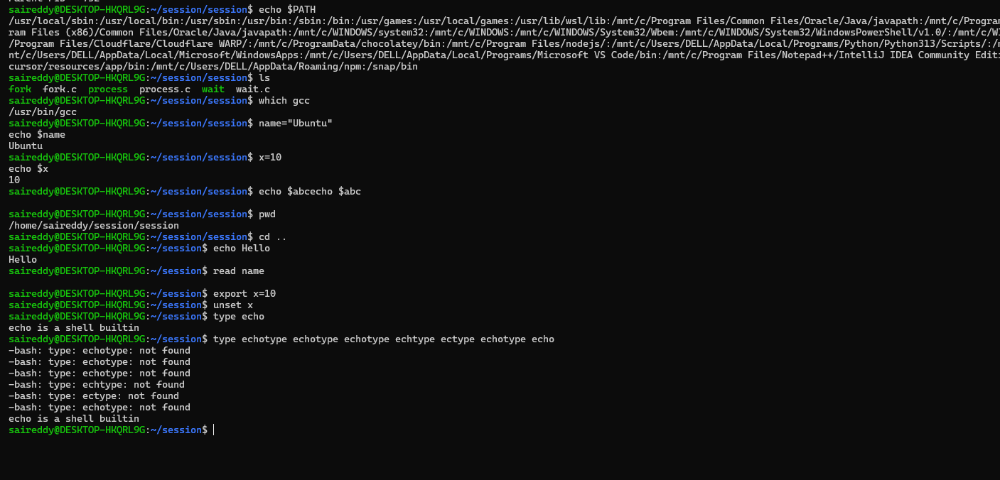 saireddy@DESKTOP-HKQRL9G:~/session/session$ echo $PATH
/usr/local/sbin:/usr/local/bin:/usr/sbin:/usr/bin:/sbin:/bin:/usr/games:/usr/local/games:/usr/lib/wsl/lib:/mnt/c/Program Files/Common Files/Oracle/Java/javapath:/mnt/c/Progra
ram Files (x86)/Common Files/Oracle/Java/javapath:/mnt/c/WINDOWS/system32:/mnt/c/WINDOWS:/mnt/c/WINDOWS/System32/Wbem:/mnt/c/WINDOWS/System32/WindowsPowerShell/v1.0/:/mnt/c/W
/Program Files/Cloudflare/Cloudflare WARP/:/mnt/c/ProgramData/chocolatey/bin:/mnt/c/Program Files/nodejs/:/mnt/c/Users/DELL/AppData/Local/Programs/Python/Python313/Scripts/:/m
nt/c/Users/DELL/AppData/Local/Microsoft/WindowsApps:/mnt/c/Users/DELL/AppData/Local/Programs/Microsoft VS Code/bin:/mnt/c/Program Files/Notepad++/IntelliJ IDEA Community Edit
cursor/resources/app/bin:/mnt/c/Users/DELL/AppData/Roaming/npm:/snap/bin
saireddy@DESKTOP-HKQRL9G:~/session/session$ ls
fork  fork.c  process  process.c  wait  wait.c
saireddy@DESKTOP-HKQRL9G:~/session/session$ which gcc
/usr/bin/gcc
saireddy@DESKTOP-HKQRL9G:~/session/session$ name="Ubuntu"
echo $name
Ubuntu
saireddy@DESKTOP-HKQRL9G:~/session/session$ x=10
echo $x
10
saireddy@DESKTOP-HKQRL9G:~/session/session$ echo $abcecho $abc
saireddy@DESKTOP-HKQRL9G:~/session/session$ pwd
/home/saireddy/session/session
saireddy@DESKTOP-HKQRL9G:~/session/session$ cd ..
saireddy@DESKTOP-HKQRL9G:~/session$ echo Hello
Hello
saireddy@DESKTOP-HKQRL9G:~/session$ read name
saireddy@DESKTOP-HKQRL9G:~/session$ export x=10
saireddy@DESKTOP-HKQRL9G:~/session$ unset x
saireddy@DESKTOP-HKQRL9G:~/session$ type echo
echo is a shell builtin
saireddy@DESKTOP-HKQRL9G:~/session$ type echotype echotype echotype echtype ectype echotype echo
-bash: type: echotype: not found
-bash: type: echotype: not found
-bash: type: echotype: not found
-bash: type: echtype: not found
-bash: type: ectype: not found
-bash: type: echotype: not found
echo is a shell builtin
saireddy@DESKTOP-HKQRL9G:~/session$